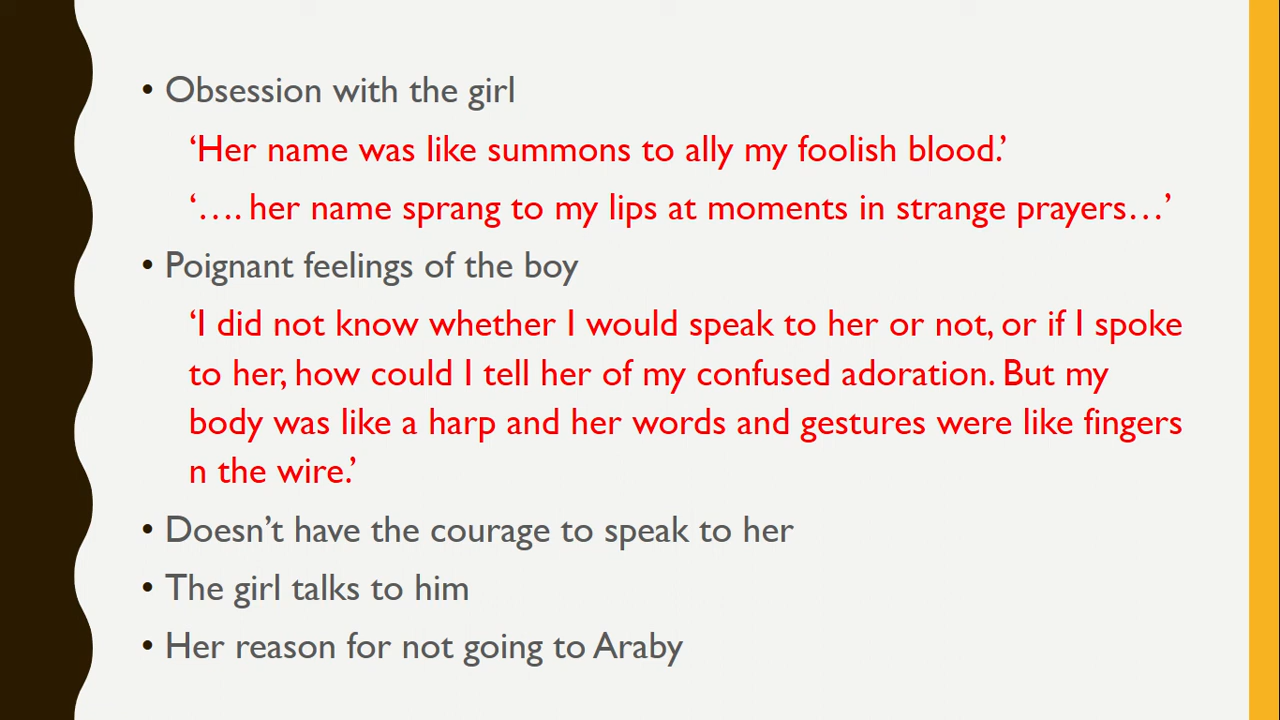 • Obsession with the girl
‘Her name was like summons to ally my foolish blood.’
‘…. her name sprang to my lips at moments in strange prayers…’
• Poignant feelings of the boy
‘I did not know whether I would speak to her or not, or if I spoke
to her, how could I tell her of my confused adoration. But my
body was like a harp and her words and gestures were like fingers
n the wire.’
• Doesn’t have the courage to speak to her
• The girl talks to him
• Her reason for not going to Araby